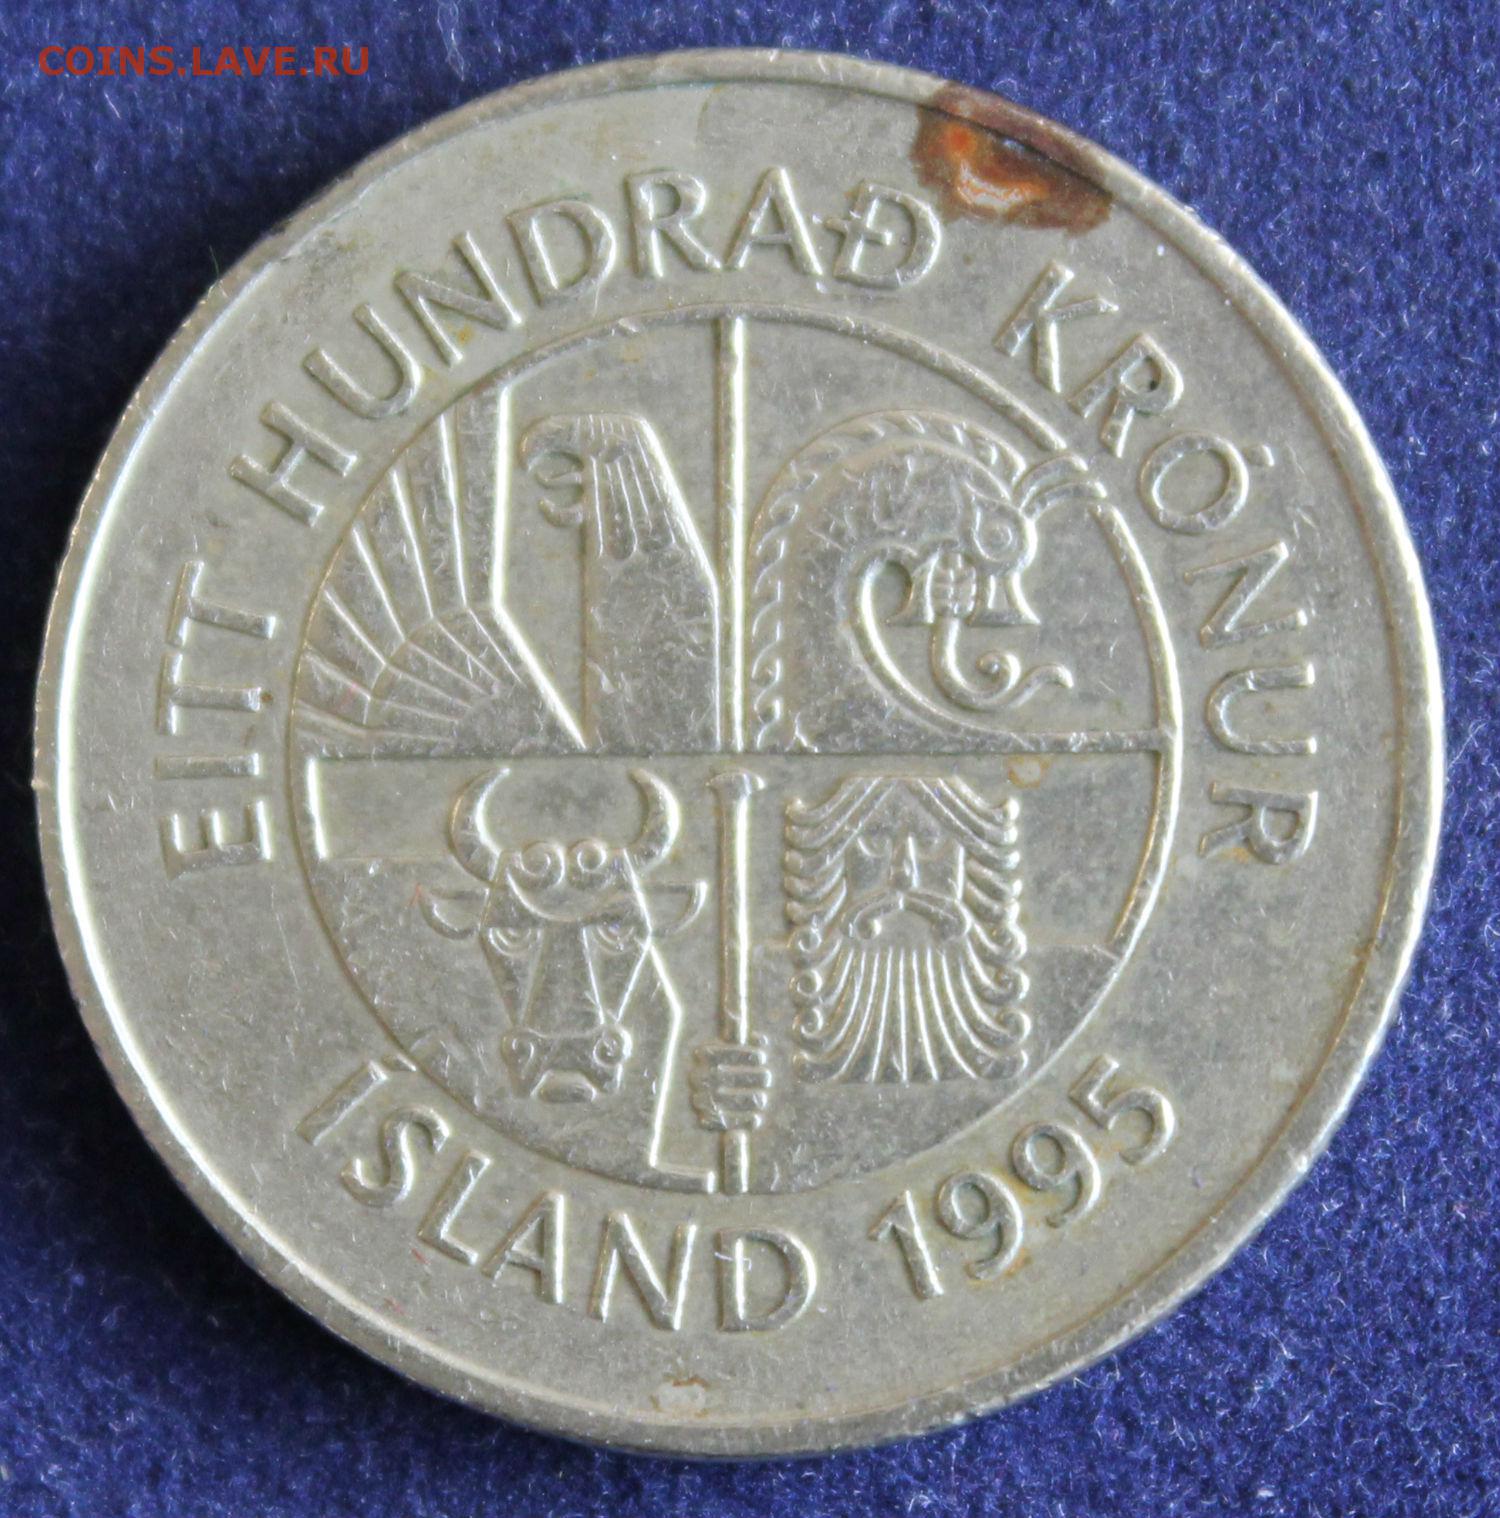 COINS.LAVE.RU
EITT HUNDRAÐ KRÓNUR
ÍSLAND 1995